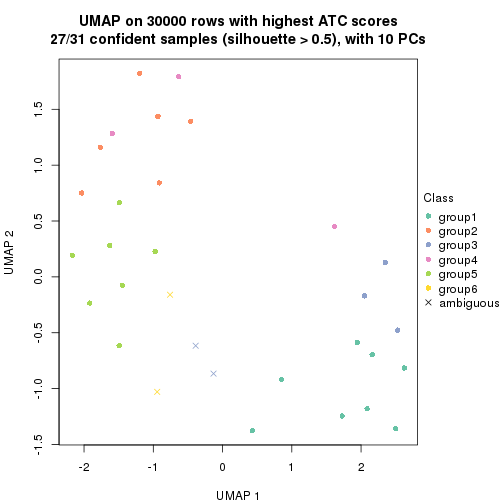 UMAP on 30000 rows with highest ATC scores
27/31 confident samples (silhouette > 0.5), with 10 PCs
1.5
1.0
0.5
0.0
-0.5
-1.0
-1.5
UMAP 2
-2
-1
0
1
2
UMAP 1
Class
group1
group2
group3
group4
group5
group6
ambiguous